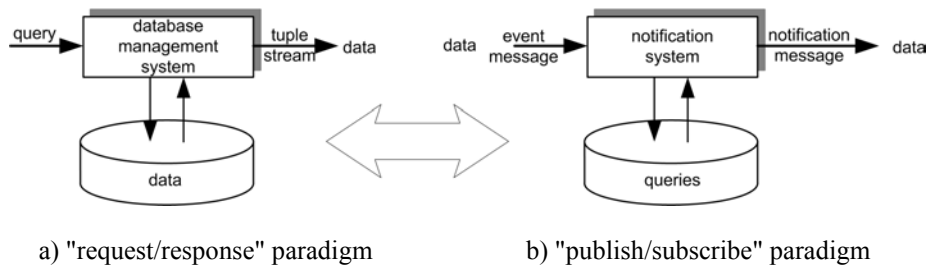 query
database
management
system
tuple
stream
data
data
a) "request/response" paradigm
data
event
message
notification
system
notification
message
data
queries
b) "publish/subscribe" paradigm